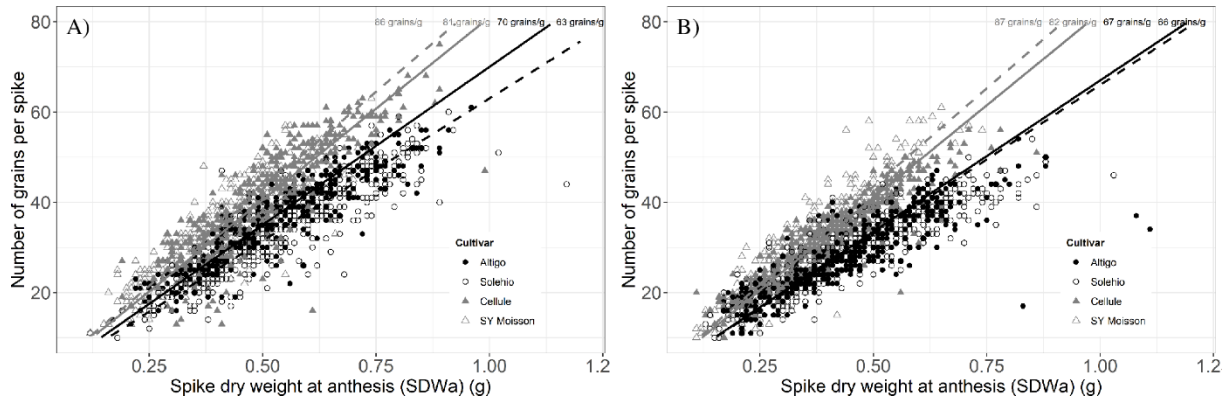 A)
86 grains/g 81 grains/g 70 grains/g 63 grains/g
80
60
40
20
Number of grains per spike
0.25 0.50 0.75 1.00 1.2
Spike dry weight at anthesis (SDWa) (g)
Cultivar
Altigo
Solehio
Cellule
SY Moisson
B)
87 grains/g 82 grains/g 67 grains/g 66 grains/g
80
60
40
20
Number of grains per spike
0.25 0.50 0.75 1.00 1.2
Spike dry weight at anthesis (SDWa) (g)
Cultivar
Altigo
Solehio
Cellule
SY Moisson